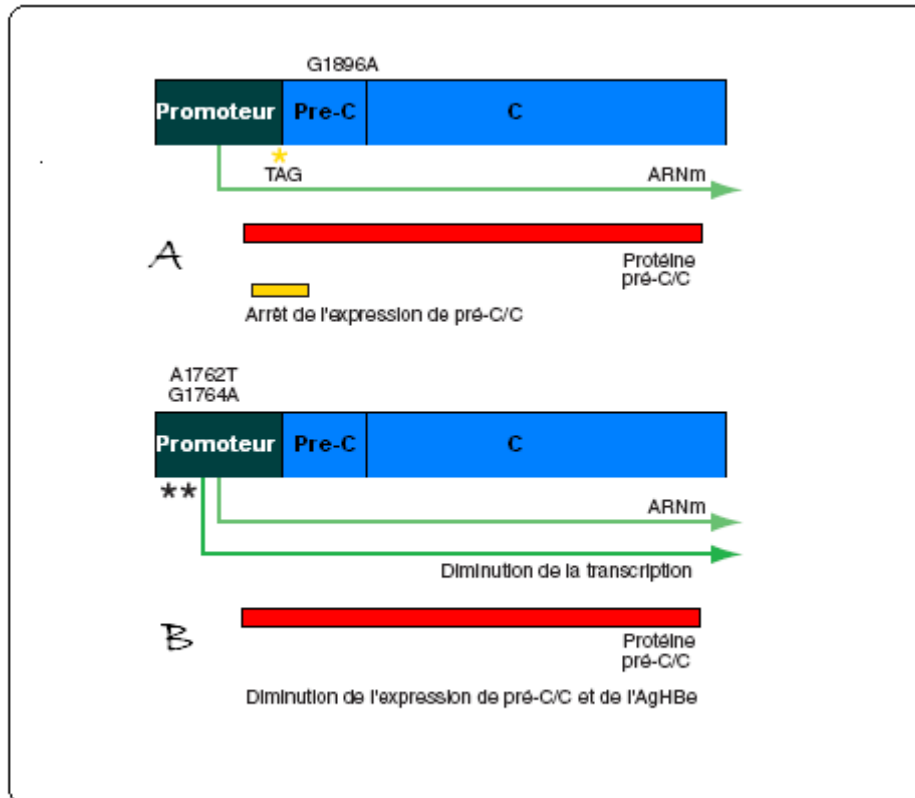 G1896A
Promoteur Pre-C C
*
TAG ARNm
A
Protéine
pré-C/C
Arrêt de l'expression de pré-C/C
A1762T
G1764A
Promoteur Pre-C C
**
ARNm
Diminution de la transcription
B
Protéine
pré-C/C
Diminution de l'expression de pré-C/C et de l'AgHBe